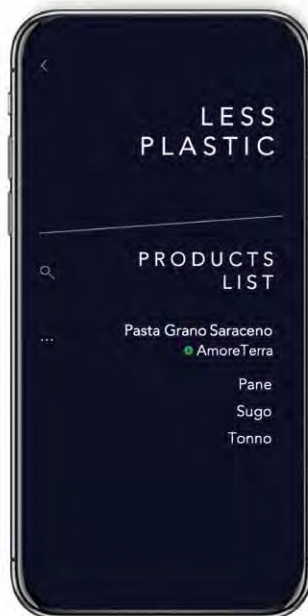 LESS
PLASTIC
PRODUCTS
LIST
Pasta Grano Saraceno
AmoreTerra
Pane
Sugo
Tonno